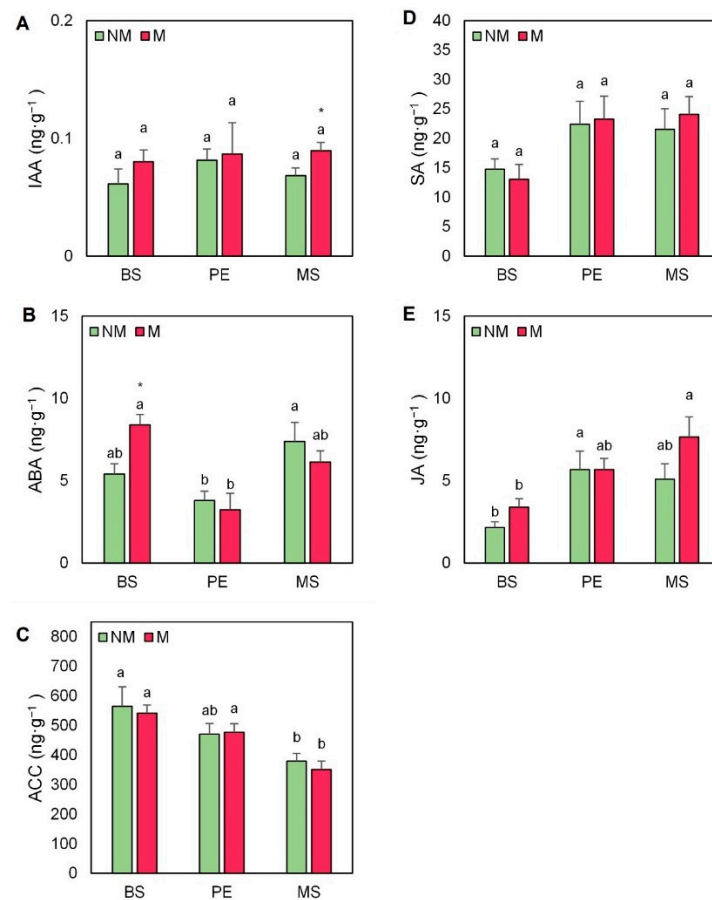 A
IAA (ng·g⁻¹)
0.2
0.1
0
NM M
a a a a a a *
BS PE MS
B
ABA (ng·g⁻¹)
15
10
5
0
NM M
ab a * b b a ab
BS PE MS
C
ACC (ng·g⁻¹)
800
700
600
500
400
300
200
100
0
NM M
a a ab a b b
BS PE MS
D
SA (ng·g⁻¹)
40
35
30
25
20
15
10
5
0
NM M
a a a a a a
BS PE MS
E
JA (ng·g⁻¹)
15
10
5
0
NM M
b b a ab ab a
BS PE MS